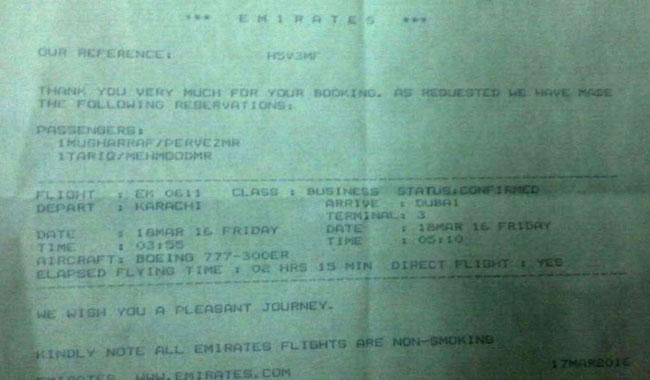 *** EMIRATES ***
OUR REFERENCE: H5V3MF
THANK YOU VERY MUCH FOR YOUR BOOKING. AS REQUESTED WE HAVE MADE
THE FOLLOWING RESERVATIONS:
PASSENGERS:
1MUSHARRAF/PERVEZMR
1TARIQ/MEHMOODMR
FLIGHT : EK 0611 CLASS : BUSINESS STATUS:CONFIRMED
DEPART : KARACHI ARRIVE : DUBAI
TERMINAL: 3
DATE : 18MAR 16 FRIDAY DATE : 18MAR 16 FRIDAY
TIME : 03:55 TIME : 05:10
AIRCRAFT: BOEING 777-300ER
ELAPSED FLYING TIME : 02 HRS 15 MIN DIRECT FLIGHT : YES
WE WISH YOU A PLEASANT JOURNEY.
KINDLY NOTE ALL EMIRATES FLIGHTS ARE NON-SMOKING
17MAR2016
EMIRATES WWW.EMIRATES.COM